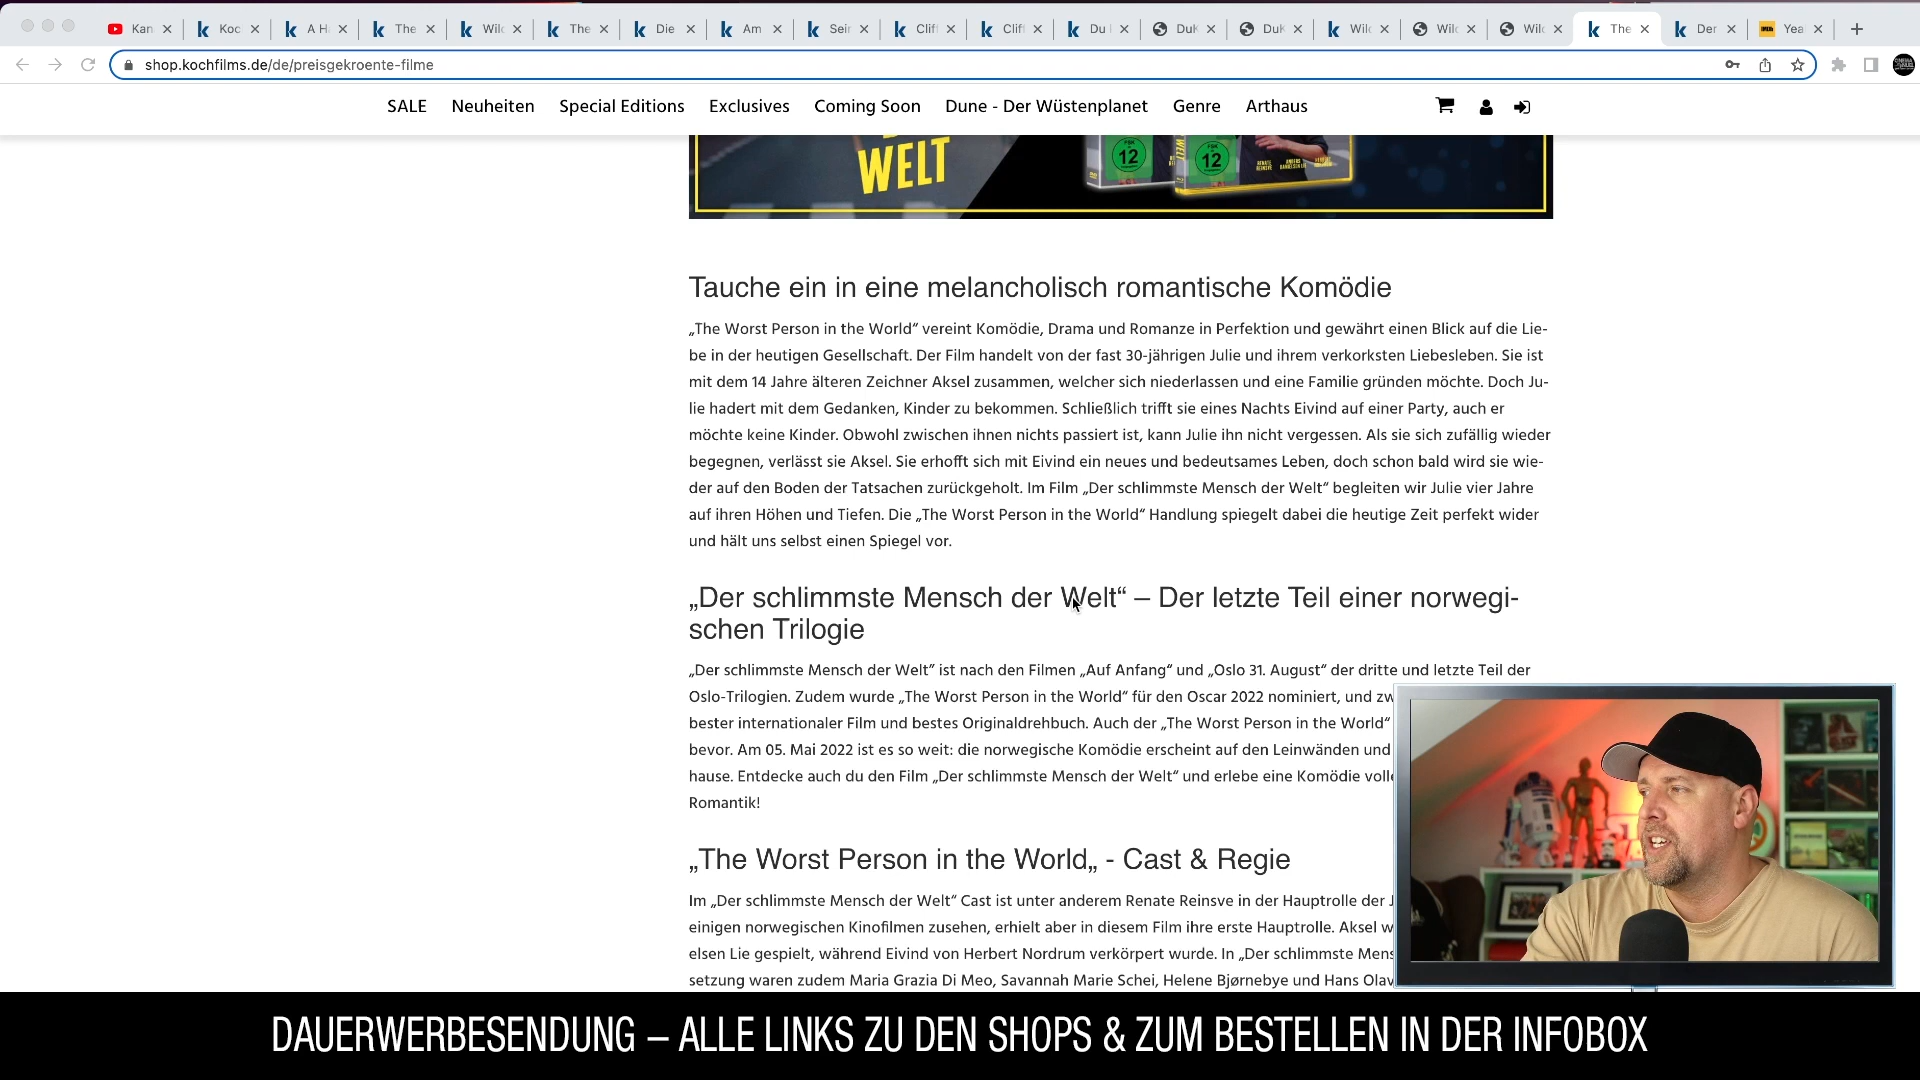 Kan
Koc
A H
The
Wilc
The
Die
Am
Sein
Cliff
Cliff
Du
Duk
Duk
Wilc
Wilc
Wilc
The
Der
Yea
shop.kochfilms.de/de/preisgekroente-filme
SALE
Neuheiten
Special Editions
Exclusives
Coming Soon
Dune - Der Wüstenplanet
Genre
Arthaus
WELT
12
12
Tauche ein in eine melancholisch romantische Komödie
„The Worst Person in the World“ vereint Komödie, Drama und Romanze in Perfektion und gewährt einen Blick auf die Lie-
be in der heutigen Gesellschaft. Der Film handelt von der fast 30-jährigen Julie und ihrem verkorksten Liebesleben. Sie ist
mit dem 14 Jahre älteren Zeichner Aksel zusammen, welcher sich niederlassen und eine Familie gründen möchte. Doch Ju-
lie hadert mit dem Gedanken, Kinder zu bekommen. Schließlich trifft sie eines Nachts Eivind auf einer Party, auch er
möchte keine Kinder. Obwohl zwischen ihnen nichts passiert ist, kann Julie ihn nicht vergessen. Als sie sich zufällig wieder
begegnen, verlässt sie Aksel. Sie erhofft sich mit Eivind ein neues und bedeutsames Leben, doch schon bald wird sie wie-
der auf den Boden der Tatsachen zurückgeholt. Im Film „Der schlimmste Mensch der Welt“ begleiten wir Julie vier Jahre
auf ihren Höhen und Tiefen. Die „The Worst Person in the World“ Handlung spiegelt dabei die heutige Zeit perfekt wider
und hält uns selbst einen Spiegel vor.
„Der schlimmste Mensch der Welt“ – Der letzte Teil einer norwegi-
schen Trilogie
„Der schlimmste Mensch der Welt” ist nach den Filmen „Auf Anfang“ und „Oslo 31. August“ der dritte und letzte Teil der
Oslo-Trilogien. Zudem wurde „The Worst Person in the World“ für den Oscar 2022 nominiert, und zw
bester internationaler Film und bestes Originaldrehbuch. Auch der „The Worst Person in the World“
bevor. Am 05. Mai 2022 ist es so weit: die norwegische Komödie erscheint auf den Leinwänden und
hause. Entdecke auch du den Film „Der schlimmste Mensch der Welt“ und erlebe eine Komödie volle
Romantik!
„The Worst Person in the World„ - Cast & Regie
Im „Der schlimmste Mensch der Welt“ Cast ist unter anderem Renate Reinsve in der Hauptrolle der J
einigen norwegischen Kinofilmen zusehen, erhielt aber in diesem Film ihre erste Hauptrolle. Aksel w
elsen Lie gespielt, während Eivind von Herbert Nordrum verkörpert wurde. In „Der schlimmste Mens
setzung waren zudem Maria Grazia Di Meo, Savannah Marie Schei, Helene Bjørnebye und Hans Olav
DAUERWERBESENDUNG – ALLE LINKS ZU DEN SHOPS & ZUM BESTELLEN IN DER INFOBOX